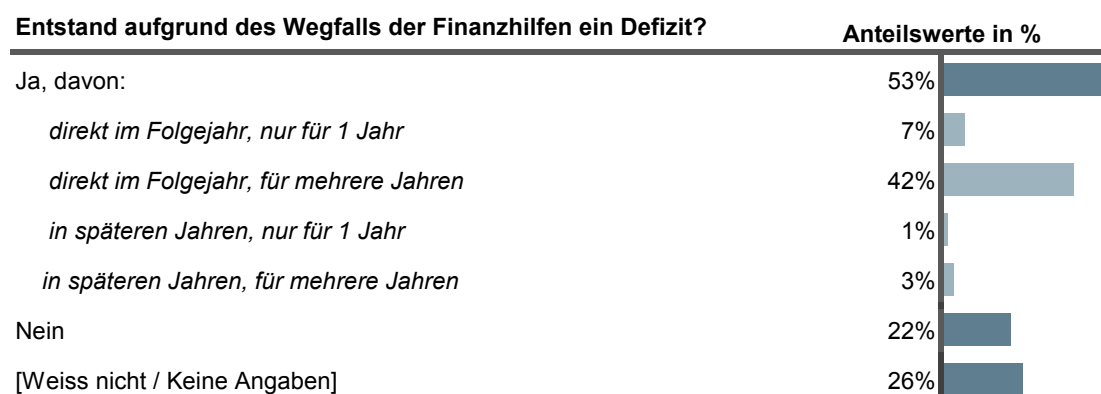 Entstand aufgrund des Wegfalls der Finanzhilfen ein Defizit? Anteilswerte in %
Ja, davon: 53%
direkt im Folgejahr, nur für 1 Jahr 7%
direkt im Folgejahr, für mehrere Jahren 42%
in späteren Jahren, nur für 1 Jahr 1%
in späteren Jahren, für mehrere Jahren 3%
Nein 22%
[Weiss nicht / Keine Angaben] 26%